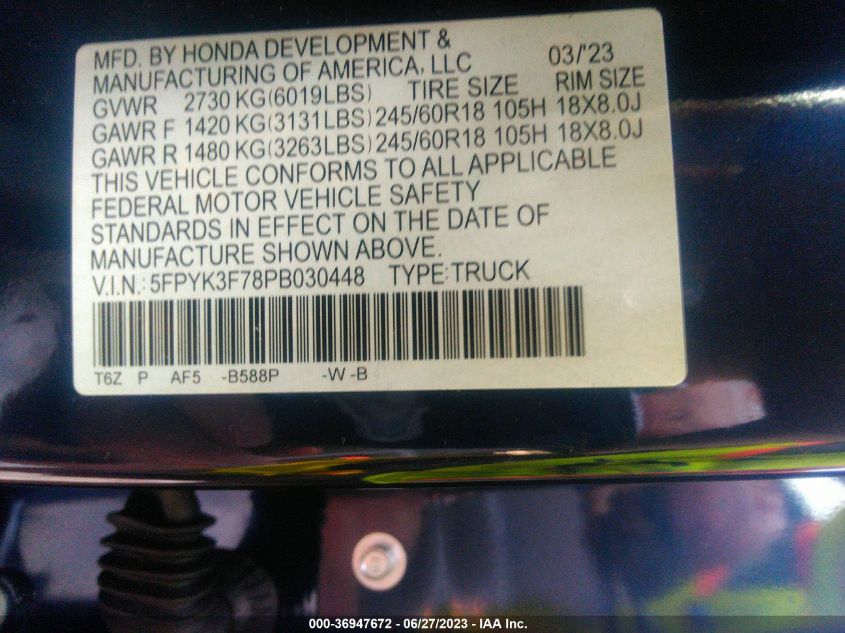 MFD. BY HONDA DEVELOPMENT &
MANUFACTURING OF AMERICA, LLC 03/'23
GVWR 2730 KG(6019LBS) TIRE SIZE RIM SIZE
GAWR F 1420 KG(3131LBS) 245/60R18 105H 18X8.0J
GAWR R 1480 KG(3263LBS) 245/60R18 105H 18X8.0J
THIS VEHICLE CONFORMS TO ALL APPLICABLE
FEDERAL MOTOR VEHICLE SAFETY
STANDARDS IN EFFECT ON THE DATE OF
MANUFACTURE SHOWN ABOVE.
V.I.N.: 5FPYK3F78PB030448 TYPE:TRUCK
T6Z P AF5 -B588P -W -B
000-36947672 - 06/27/2023 - IAA Inc.